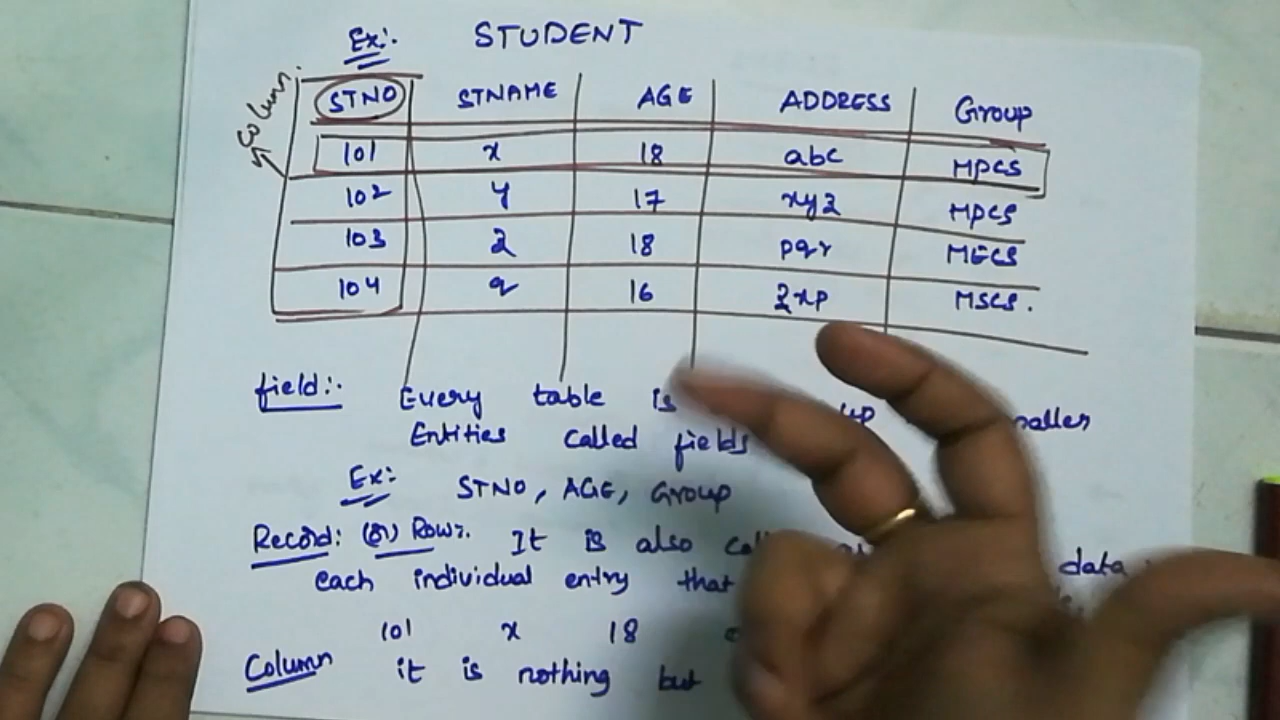 Ex:- STUDENT
Column.
STNO STNAME AGE ADDRESS Group
101 x 18 abc MPCS
102 y 17 xyz MPCS
103 z 18 pqr MECS
104 q 16 zxp MSCS.
field:- Every table is
Entities called fields
Ex:- STNO, AGE, Group
Record: (or) Row:. It is also data
each individual entry that
101 x 18
Column it is nothing but